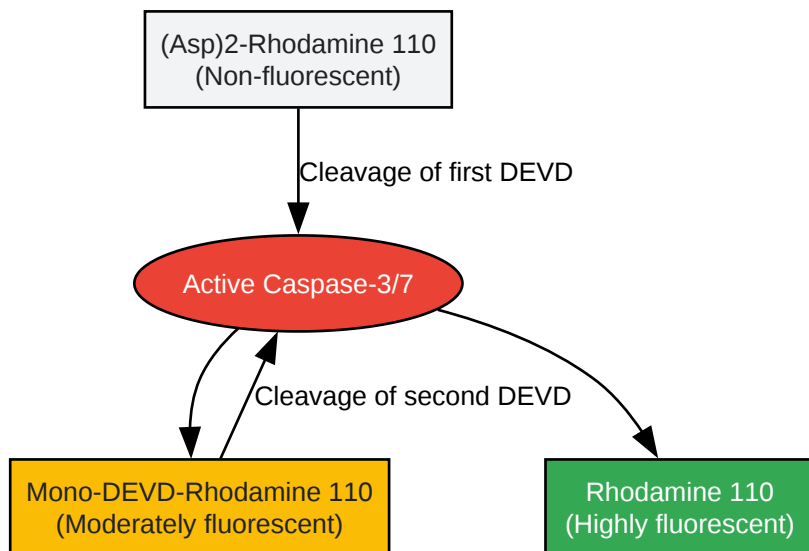 (Asp)2-Rhodamine 110
(Non-fluorescent)
Cleavage of first DEVD
Active Caspase-3/7
Cleavage of second DEVD
Mono-DEVD-Rhodamine 110
(Moderately fluorescent)
Rhodamine 110
(Highly fluorescent)